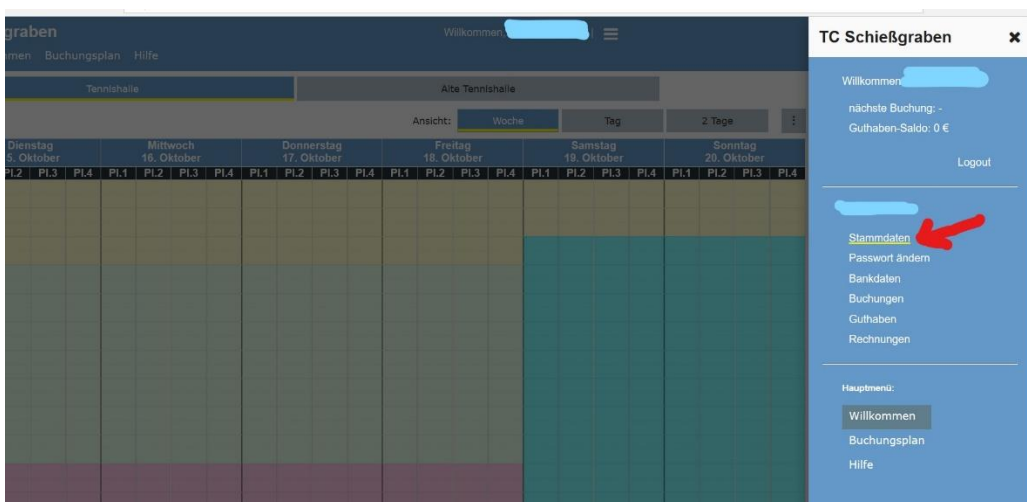 graben
Willkommen,
men Buchungsplan Hilfe
Tennishalle
Alte Tennishalle
Ansicht: Woche Tag 2 Tage
Dienstag Mittwoch Donnerstag Freitag Samstag Sonntag
5. Oktober 16. Oktober 17. Oktober 18. Oktober 19. Oktober 20. Oktober
Pl.2 Pl.3 Pl.4 Pl.1 Pl.2 Pl.3 Pl.4 Pl.1 Pl.2 Pl.3 Pl.4 Pl.1 Pl.2 Pl.3 Pl.4 Pl.1 Pl.2 Pl.3 Pl.4 Pl.1 Pl.2 Pl.3 Pl.4
TC Schießgraben
Willkommen
nächste Buchung: -
Guthaben-Saldo: 0 €
Logout
Stammdaten
Passwort ändern
Bankdaten
Buchungen
Guthaben
Rechnungen
Hauptmenü:
Willkommen
Buchungsplan
Hilfe